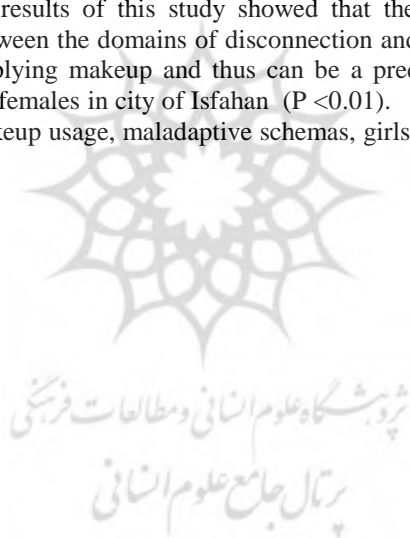 results of this study showed that the
tween the domains of disconnection and
plying makeup and thus can be a pred
females in city of Isfahan (P <0.01).
keup usage, maladaptive schemas, girls
پژوهشگاه علوم انسانی و مطالعات فرهنگی
پرتال جامع علوم انسانی